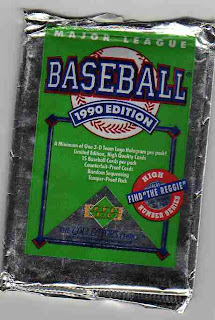 MAJOR LEAGUE
BASEBALL
1990 EDITION
A Minimum of One 3-D Team Logo Hologram per pack!
Limited Edition, High Quality Cards
15 Baseball Cards per pack
Counterfeit-Proof Cards
Random Sequencing
Tamper-Proof Pack
HIGH
FIND "THE REGGIE"
NUMBER SERIES
UPPER DECK